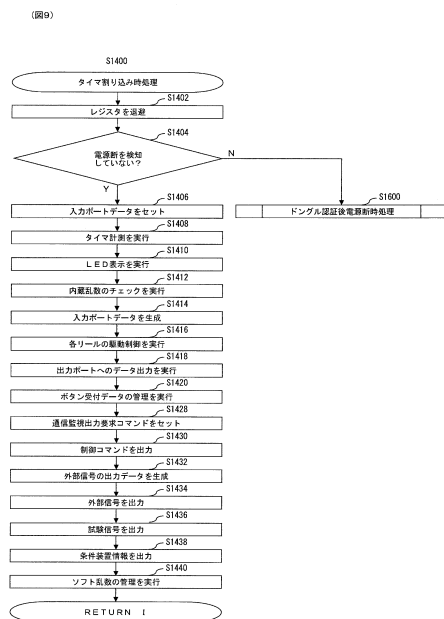 (図9)
S1400
タイマ割り込み時処理
S1402
レジスタを退避
S1404
電源断を検知
していない？
N
Y
S1406
入力ポートデータをセット
S1600
ドングル認証後電源断時処理
S1408
タイマ計測を実行
S1410
ＬＥＤ表示を実行
S1412
内蔵乱数のチェックを実行
S1414
入力ポートデータを生成
S1416
各リールの駆動制御を実行
S1418
出力ポートへのデータ出力を実行
S1420
ボタン受付データの管理を実行
S1428
通信監視出力要求コマンドをセット
S1430
制御コマンドを出力
S1432
外部信号の出力データを生成
S1434
外部信号を出力
S1436
試験信号を出力
S1438
条件装置情報を出力
S1440
ソフト乱数の管理を実行
ＲＥＴＵＲＮ　Ｉ